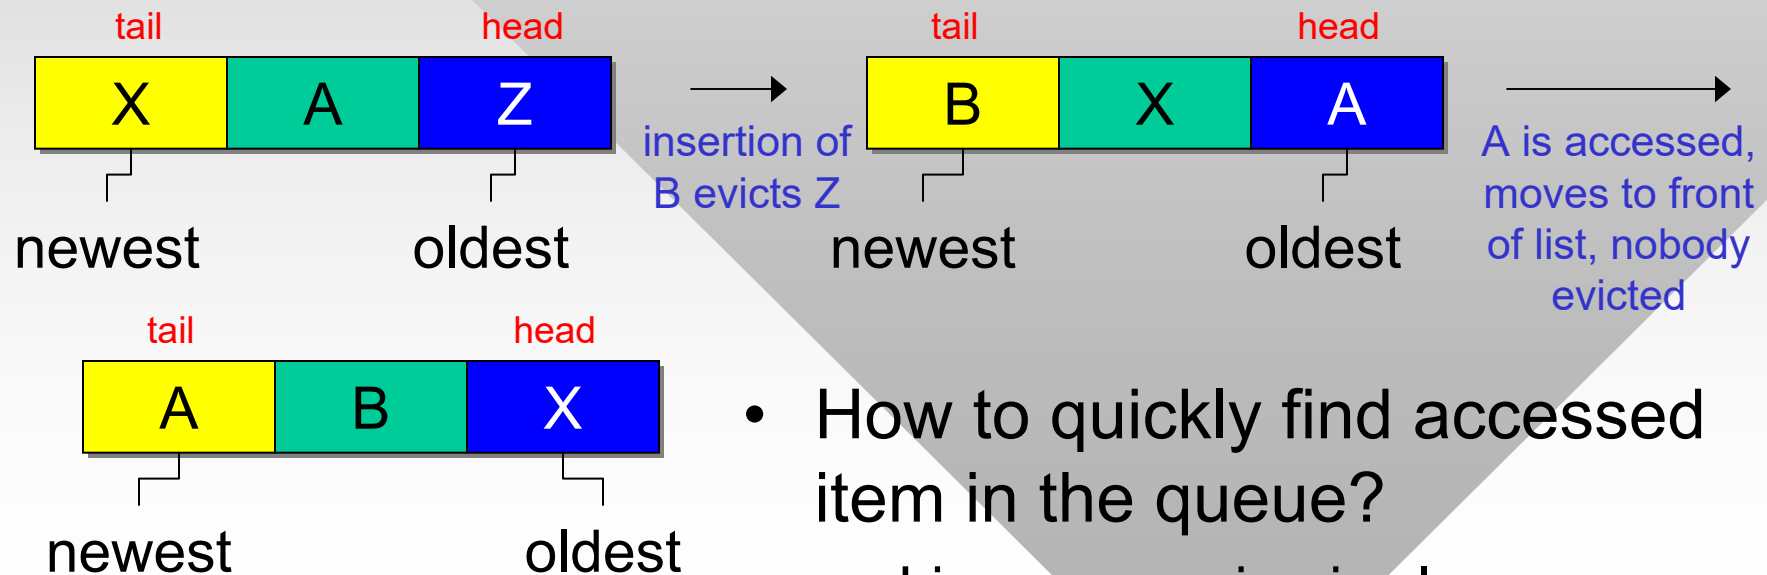 tail head
X A Z
newest oldest
insertion of
B evicts Z
tail head
B X A
newest oldest
A is accessed,
moves to front
of list, nobody
evicted
tail head
A B X
newest oldest
• How to quickly find accessed
item in the queue?